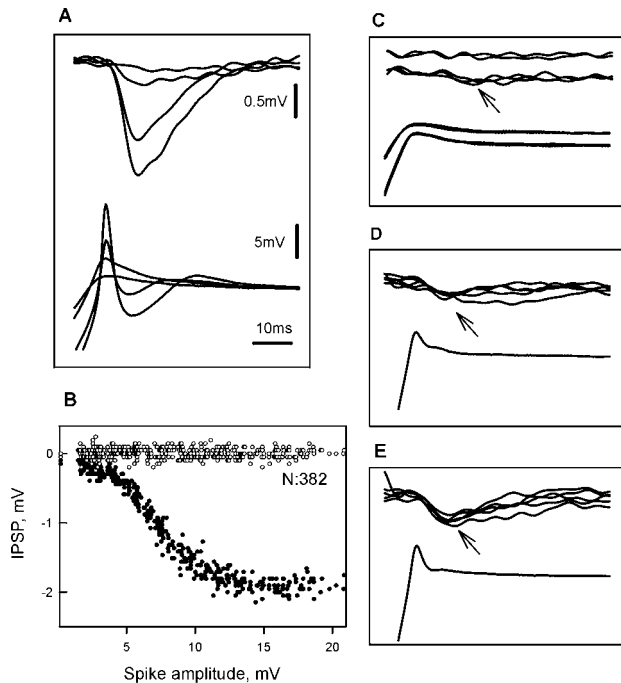 A
0.5mV
5mV
10ms
B
0
-1
-2
N:382
IPSP, mV
5
10
15
20
Spike amplitude, mV
C
D
E